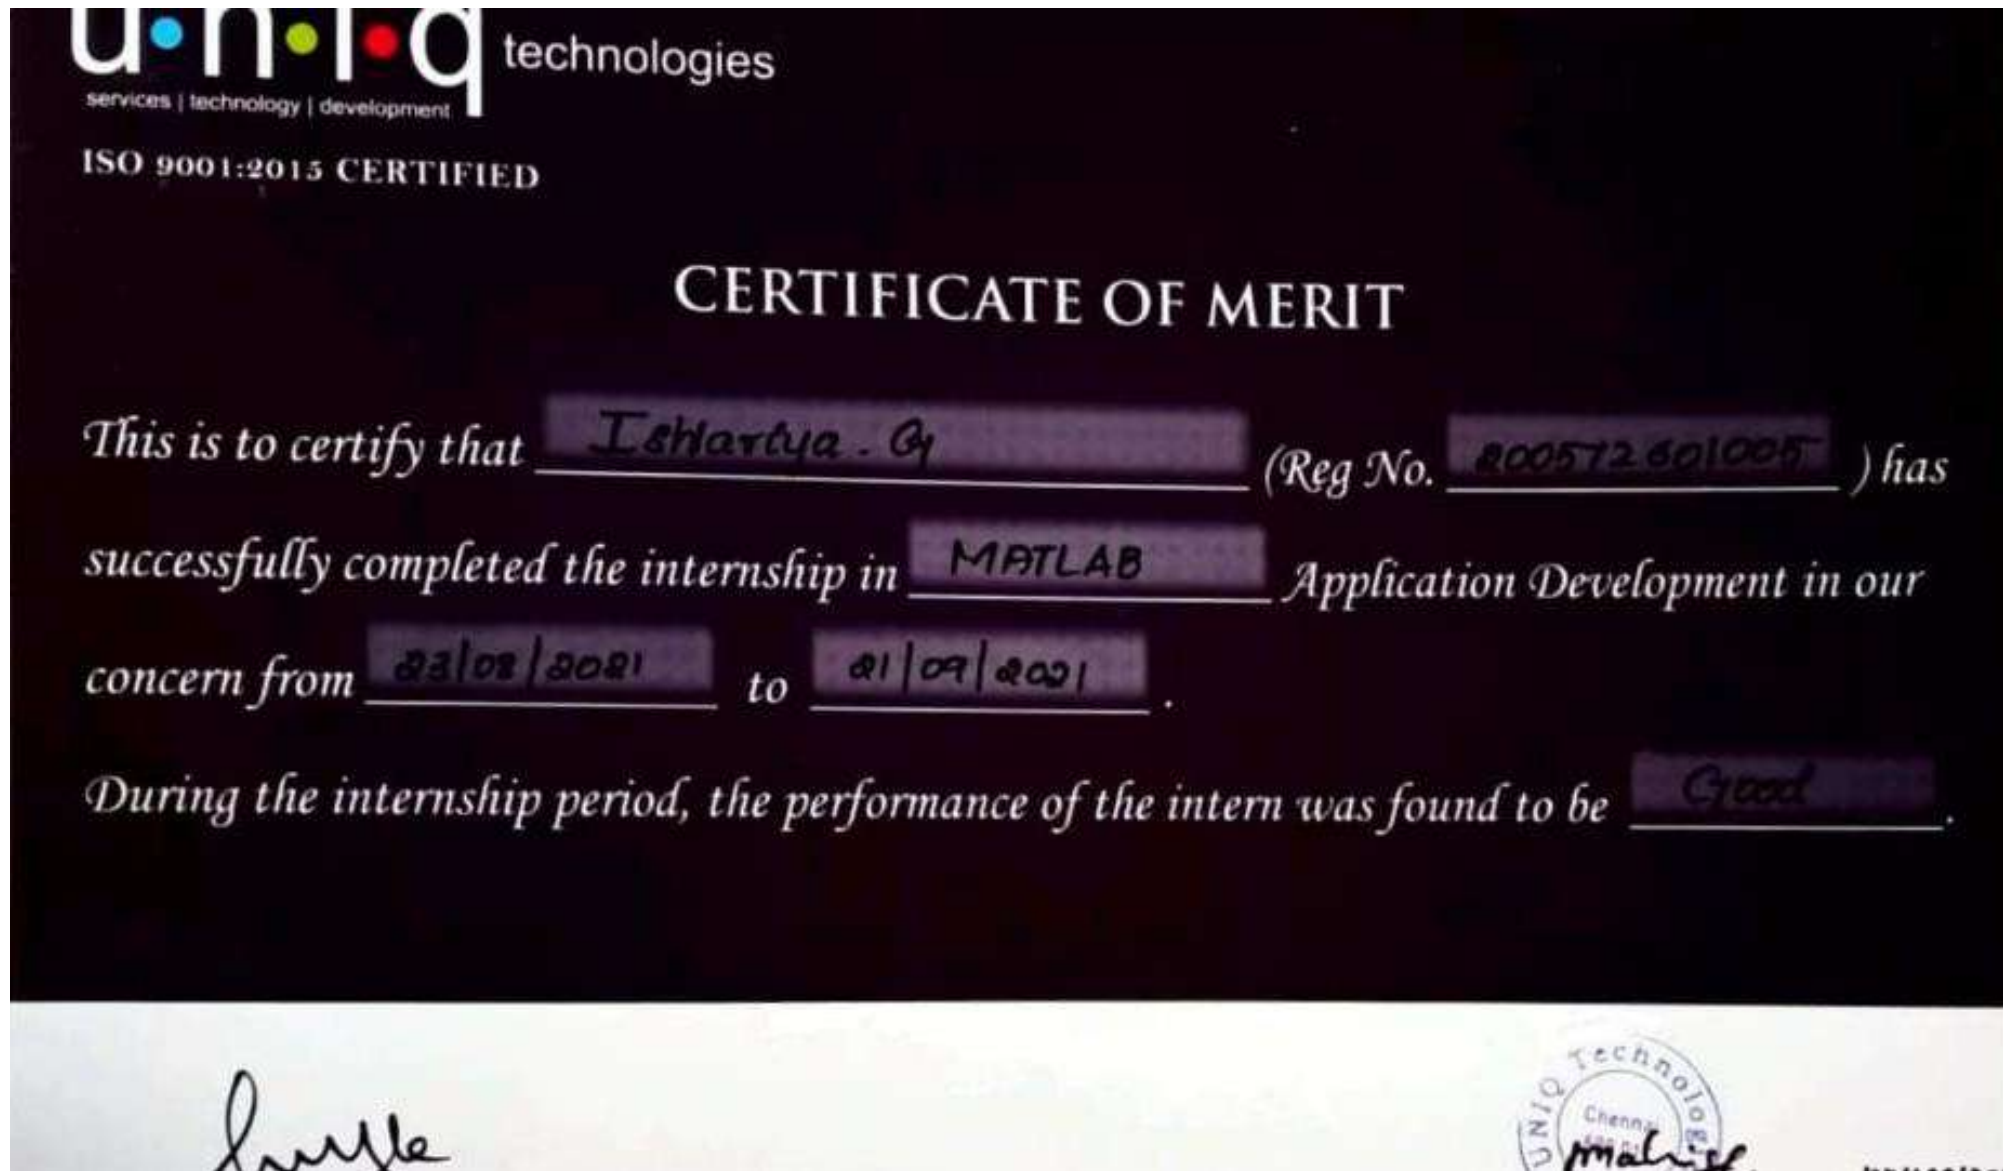 u·n·i·q technologies
services | technology | development
ISO 9001:2015 CERTIFIED
CERTIFICATE OF MERIT
This is to certify that Ishwarya . G (Reg No. 200572601005 ) has
successfully completed the internship in MATLAB Application Development in our
concern from 23/08/2021 to 21/09/2021 .
During the internship period, the performance of the intern was found to be Good .
UNIQ Technolo
Chennai